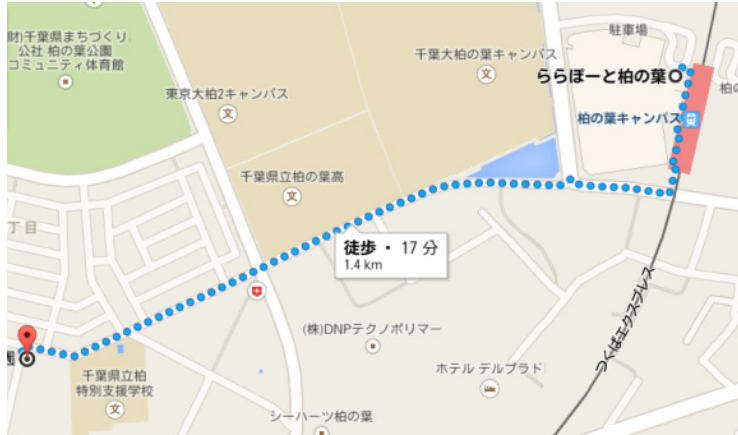 財)千葉県まちづくり
公社 柏の葉公園
コミュニティ体育館
東京大柏2キャンパス
千葉大柏の葉キャンパス
駐車場
ららぽーと柏の葉
柏の葉キャンパス
柏の
千葉県立柏の葉高
丁目
徒歩 • 17 分
1.4 km
つくばエクスプレス
(株)DNPテクノポリマー
ホテル デルプラド
千葉県立柏
特別支援学校
シーハーツ柏の葉